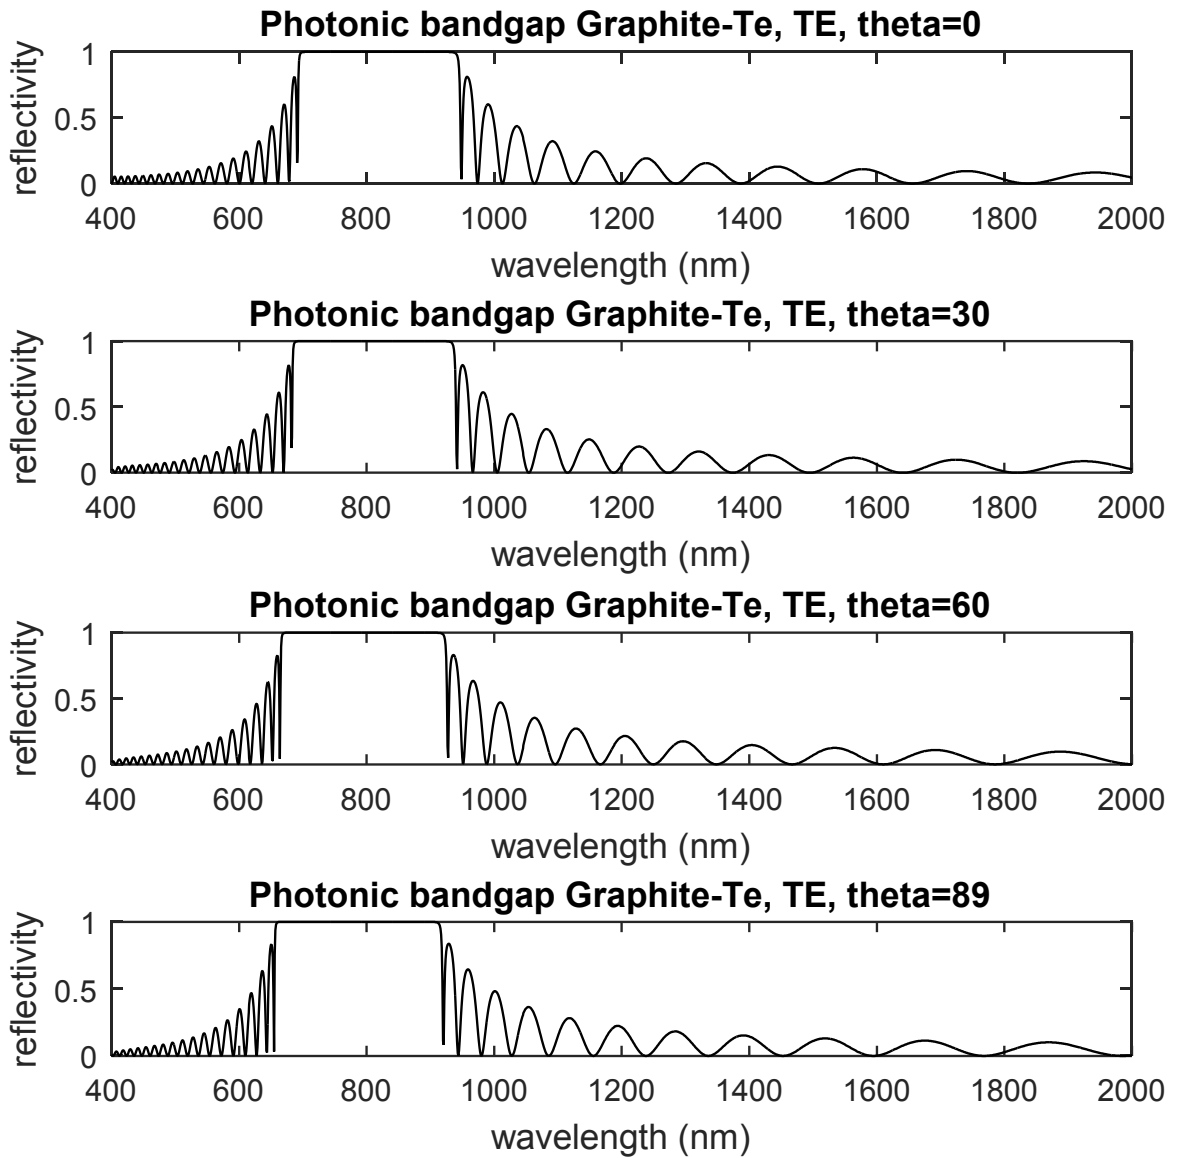 Photonic bandgap Graphite-Te, TE, theta=0
reflectivity
1
0.5
0
400 600 800 1000 1200 1400 1600 1800 2000
wavelength (nm)
Photonic bandgap Graphite-Te, TE, theta=30
reflectivity
1
0.5
0
400 600 800 1000 1200 1400 1600 1800 2000
wavelength (nm)
Photonic bandgap Graphite-Te, TE, theta=60
reflectivity
1
0.5
0
400 600 800 1000 1200 1400 1600 1800 2000
wavelength (nm)
Photonic bandgap Graphite-Te, TE, theta=89
reflectivity
1
0.5
0
400 600 800 1000 1200 1400 1600 1800 2000
wavelength (nm)